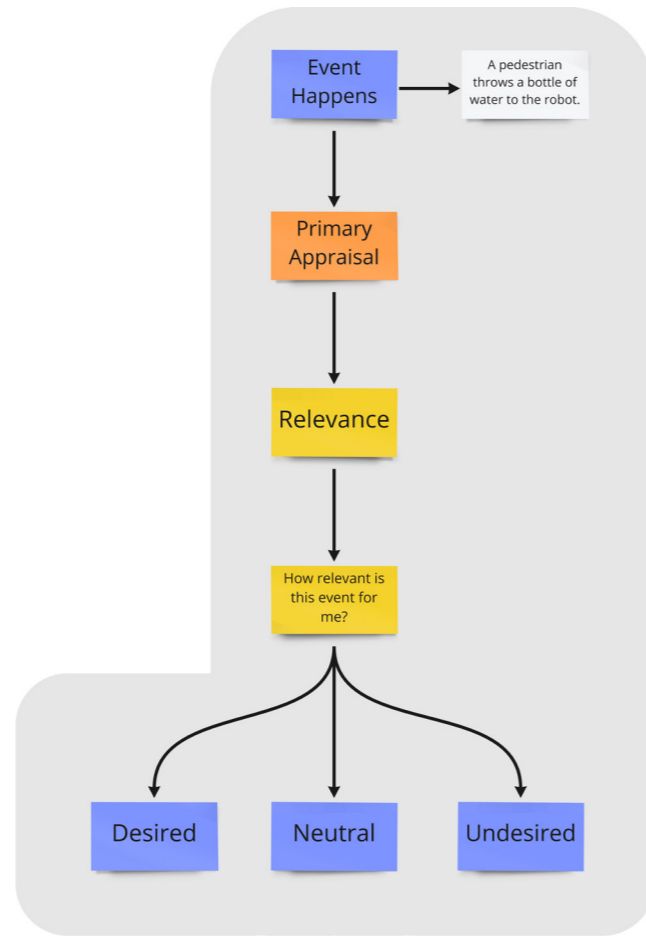 Event
Happens
A pedestrian
throws a bottle of
water to the robot.
Primary
Appraisal
Relevance
How relevant is
this event for
me?
Desired
Neutral
Undesired